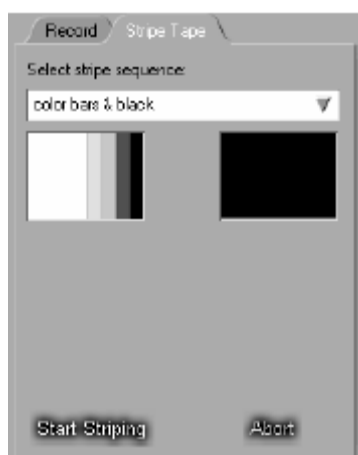 Record Stripe Tape
Select stripe sequence:
color bars & black
Start Striping Abort